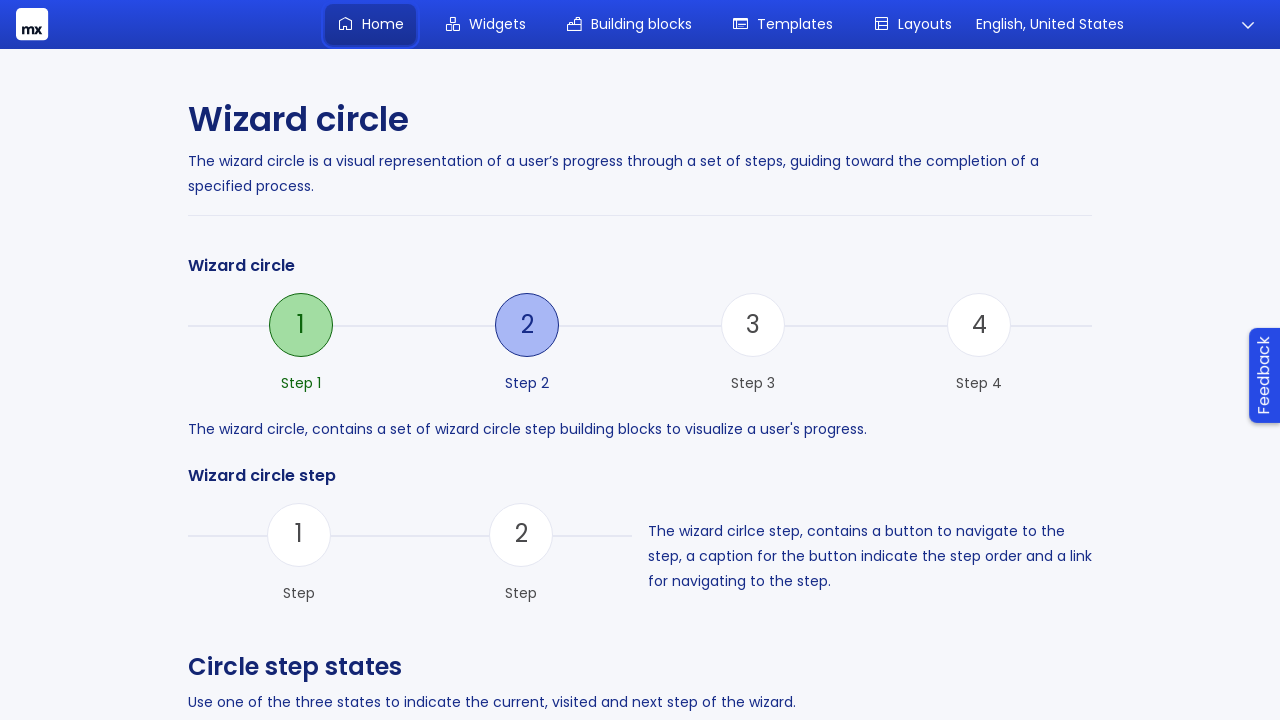 mx Home Widgets Building blocks Templates Layouts English, United States
Wizard circle
The wizard circle is a visual representation of a user’s progress through a set of steps, guiding toward the completion of a
specified process.
Wizard circle
1 2 3 4
Step 1 Step 2 Step 3 Step 4
Feedback
The wizard circle, contains a set of wizard circle step building blocks to visualize a user's progress.
Wizard circle step
1 2
Step Step
The wizard cirlce step, contains a button to navigate to the
step, a caption for the button indicate the step order and a link
for navigating to the step.
Circle step states
Use one of the three states to indicate the current, visited and next step of the wizard.